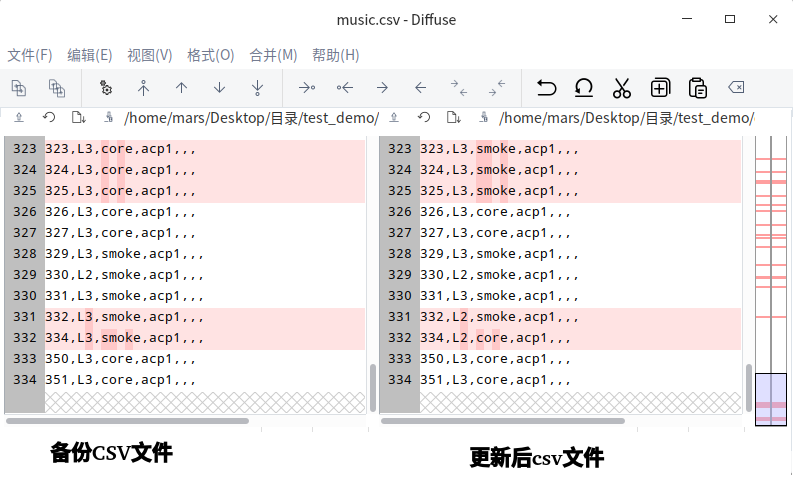 music.csv - Diffuse
文件(F) 编辑(E) 视图(V) 格式(O) 合并(M) 帮助(H)
/home/mars/Desktop/目录/test_demo/ /home/mars/Desktop/目录/test_demo/
323 323,L3,core,acp1,,, 323 323,L3,smoke,acp1,,,
324 324,L3,core,acp1,,, 324 324,L3,smoke,acp1,,,
325 325,L3,core,acp1,,, 325 325,L3,smoke,acp1,,,
326 326,L3,core,acp1,,, 326 326,L3,core,acp1,,,
327 327,L3,core,acp1,,, 327 327,L3,core,acp1,,,
328 329,L3,smoke,acp1,,, 328 329,L3,smoke,acp1,,,
329 330,L2,smoke,acp1,,, 329 330,L2,smoke,acp1,,,
330 331,L3,smoke,acp1,,, 330 331,L3,smoke,acp1,,,
331 332,L3,smoke,acp1,,, 331 332,L2,smoke,acp1,,,
332 334,L3,smoke,acp1,,, 332 334,L2,core,acp1,,,
333 350,L3,core,acp1,,, 333 350,L3,core,acp1,,,
334 351,L3,core,acp1,,, 334 351,L3,core,acp1,,,
备份CSV文件 更新后csv文件